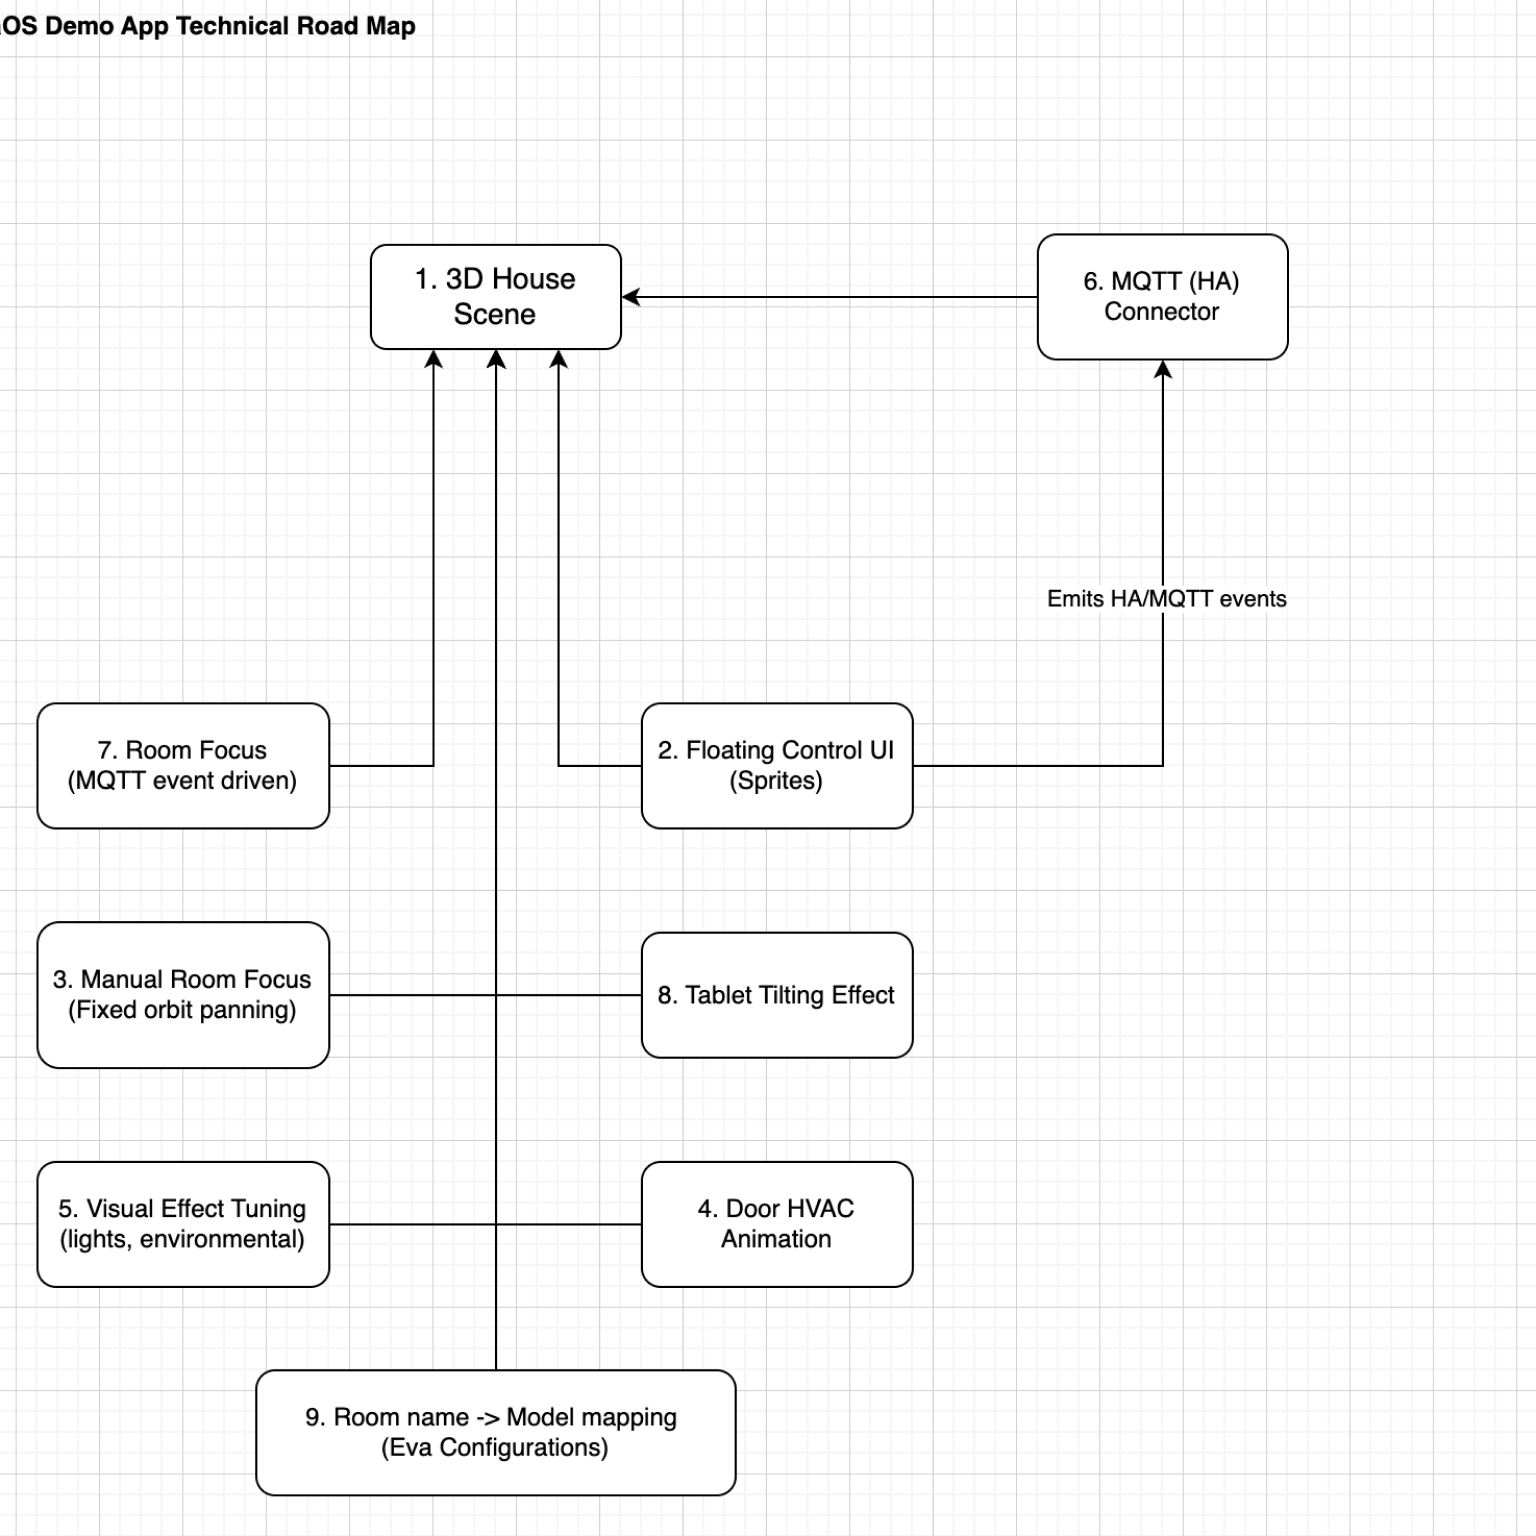 OS Demo App Technical Road Map
1. 3D House
Scene
6. MQTT (HA)
Connector
Emits HA/MQTT events
7. Room Focus
(MQTT event driven)
2. Floating Control UI
(Sprites)
3. Manual Room Focus
(Fixed orbit panning)
8. Tablet Tilting Effect
5. Visual Effect Tuning
(lights, environmental)
4. Door HVAC
Animation
9. Room name -> Model mapping
(Eva Configurations)